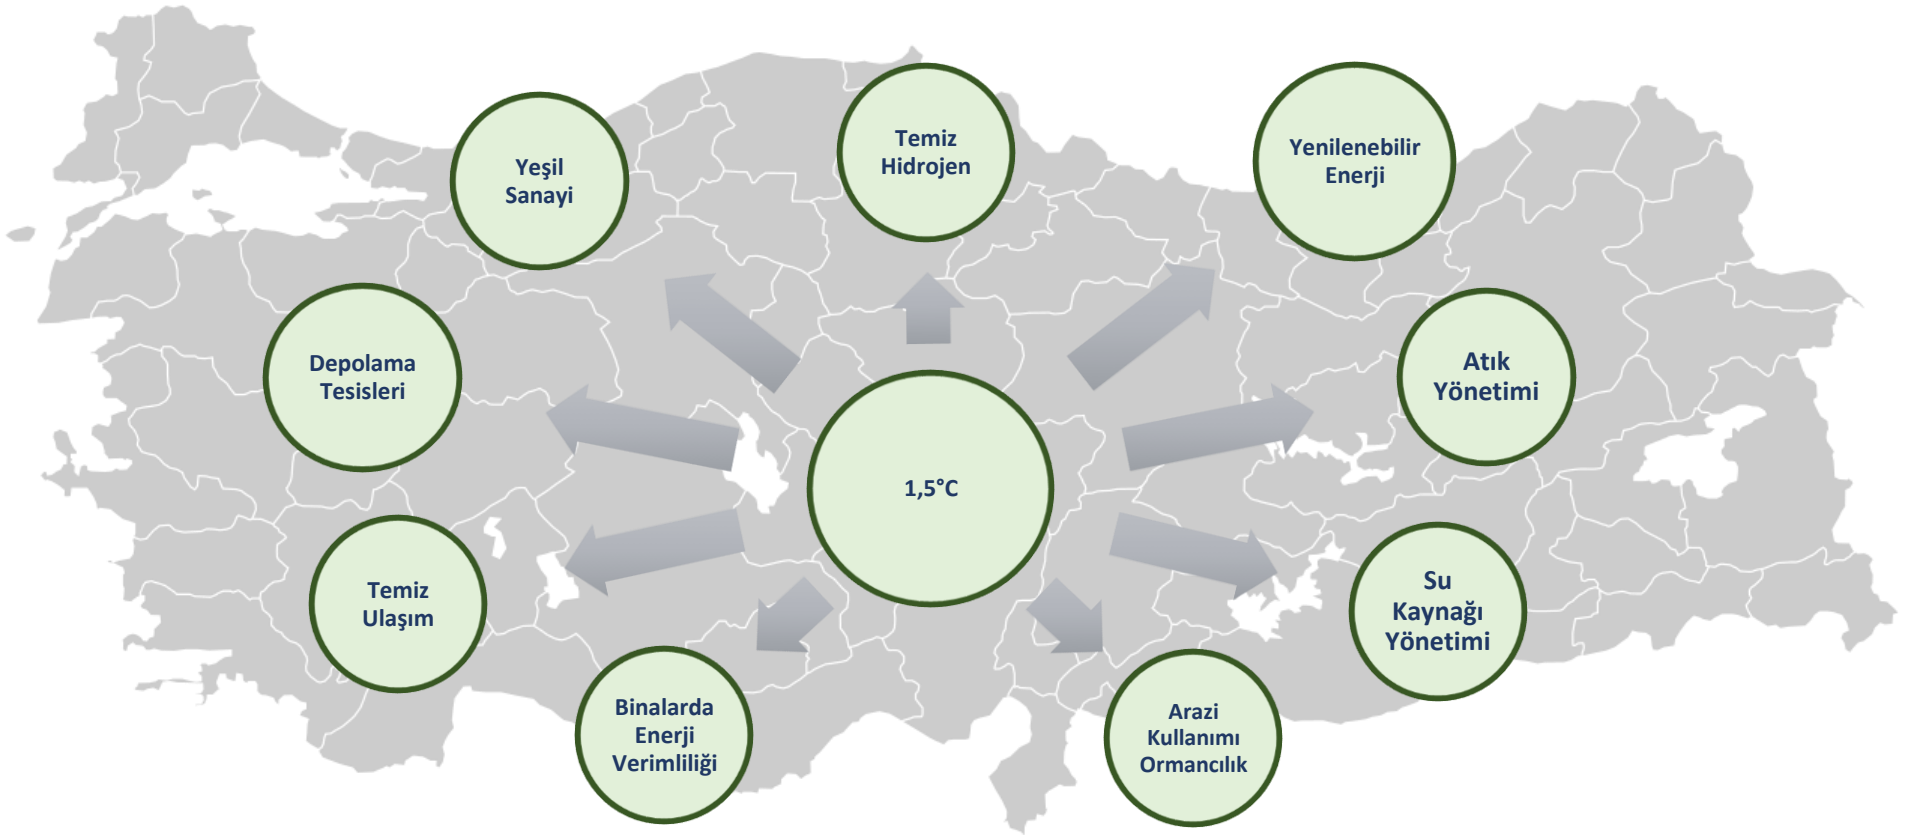 Temiz
Hidrojen
Yenilenebilir
Enerji
Yeşil
Sanayi
Depolama
Tesisleri
Atık
Yönetimi
1,5°C
Temiz
Ulaşım
Su
Kaynağı
Yönetimi
Binalarda
Enerji
Verimliliği
Arazi
Kullanımı
Ormancılık